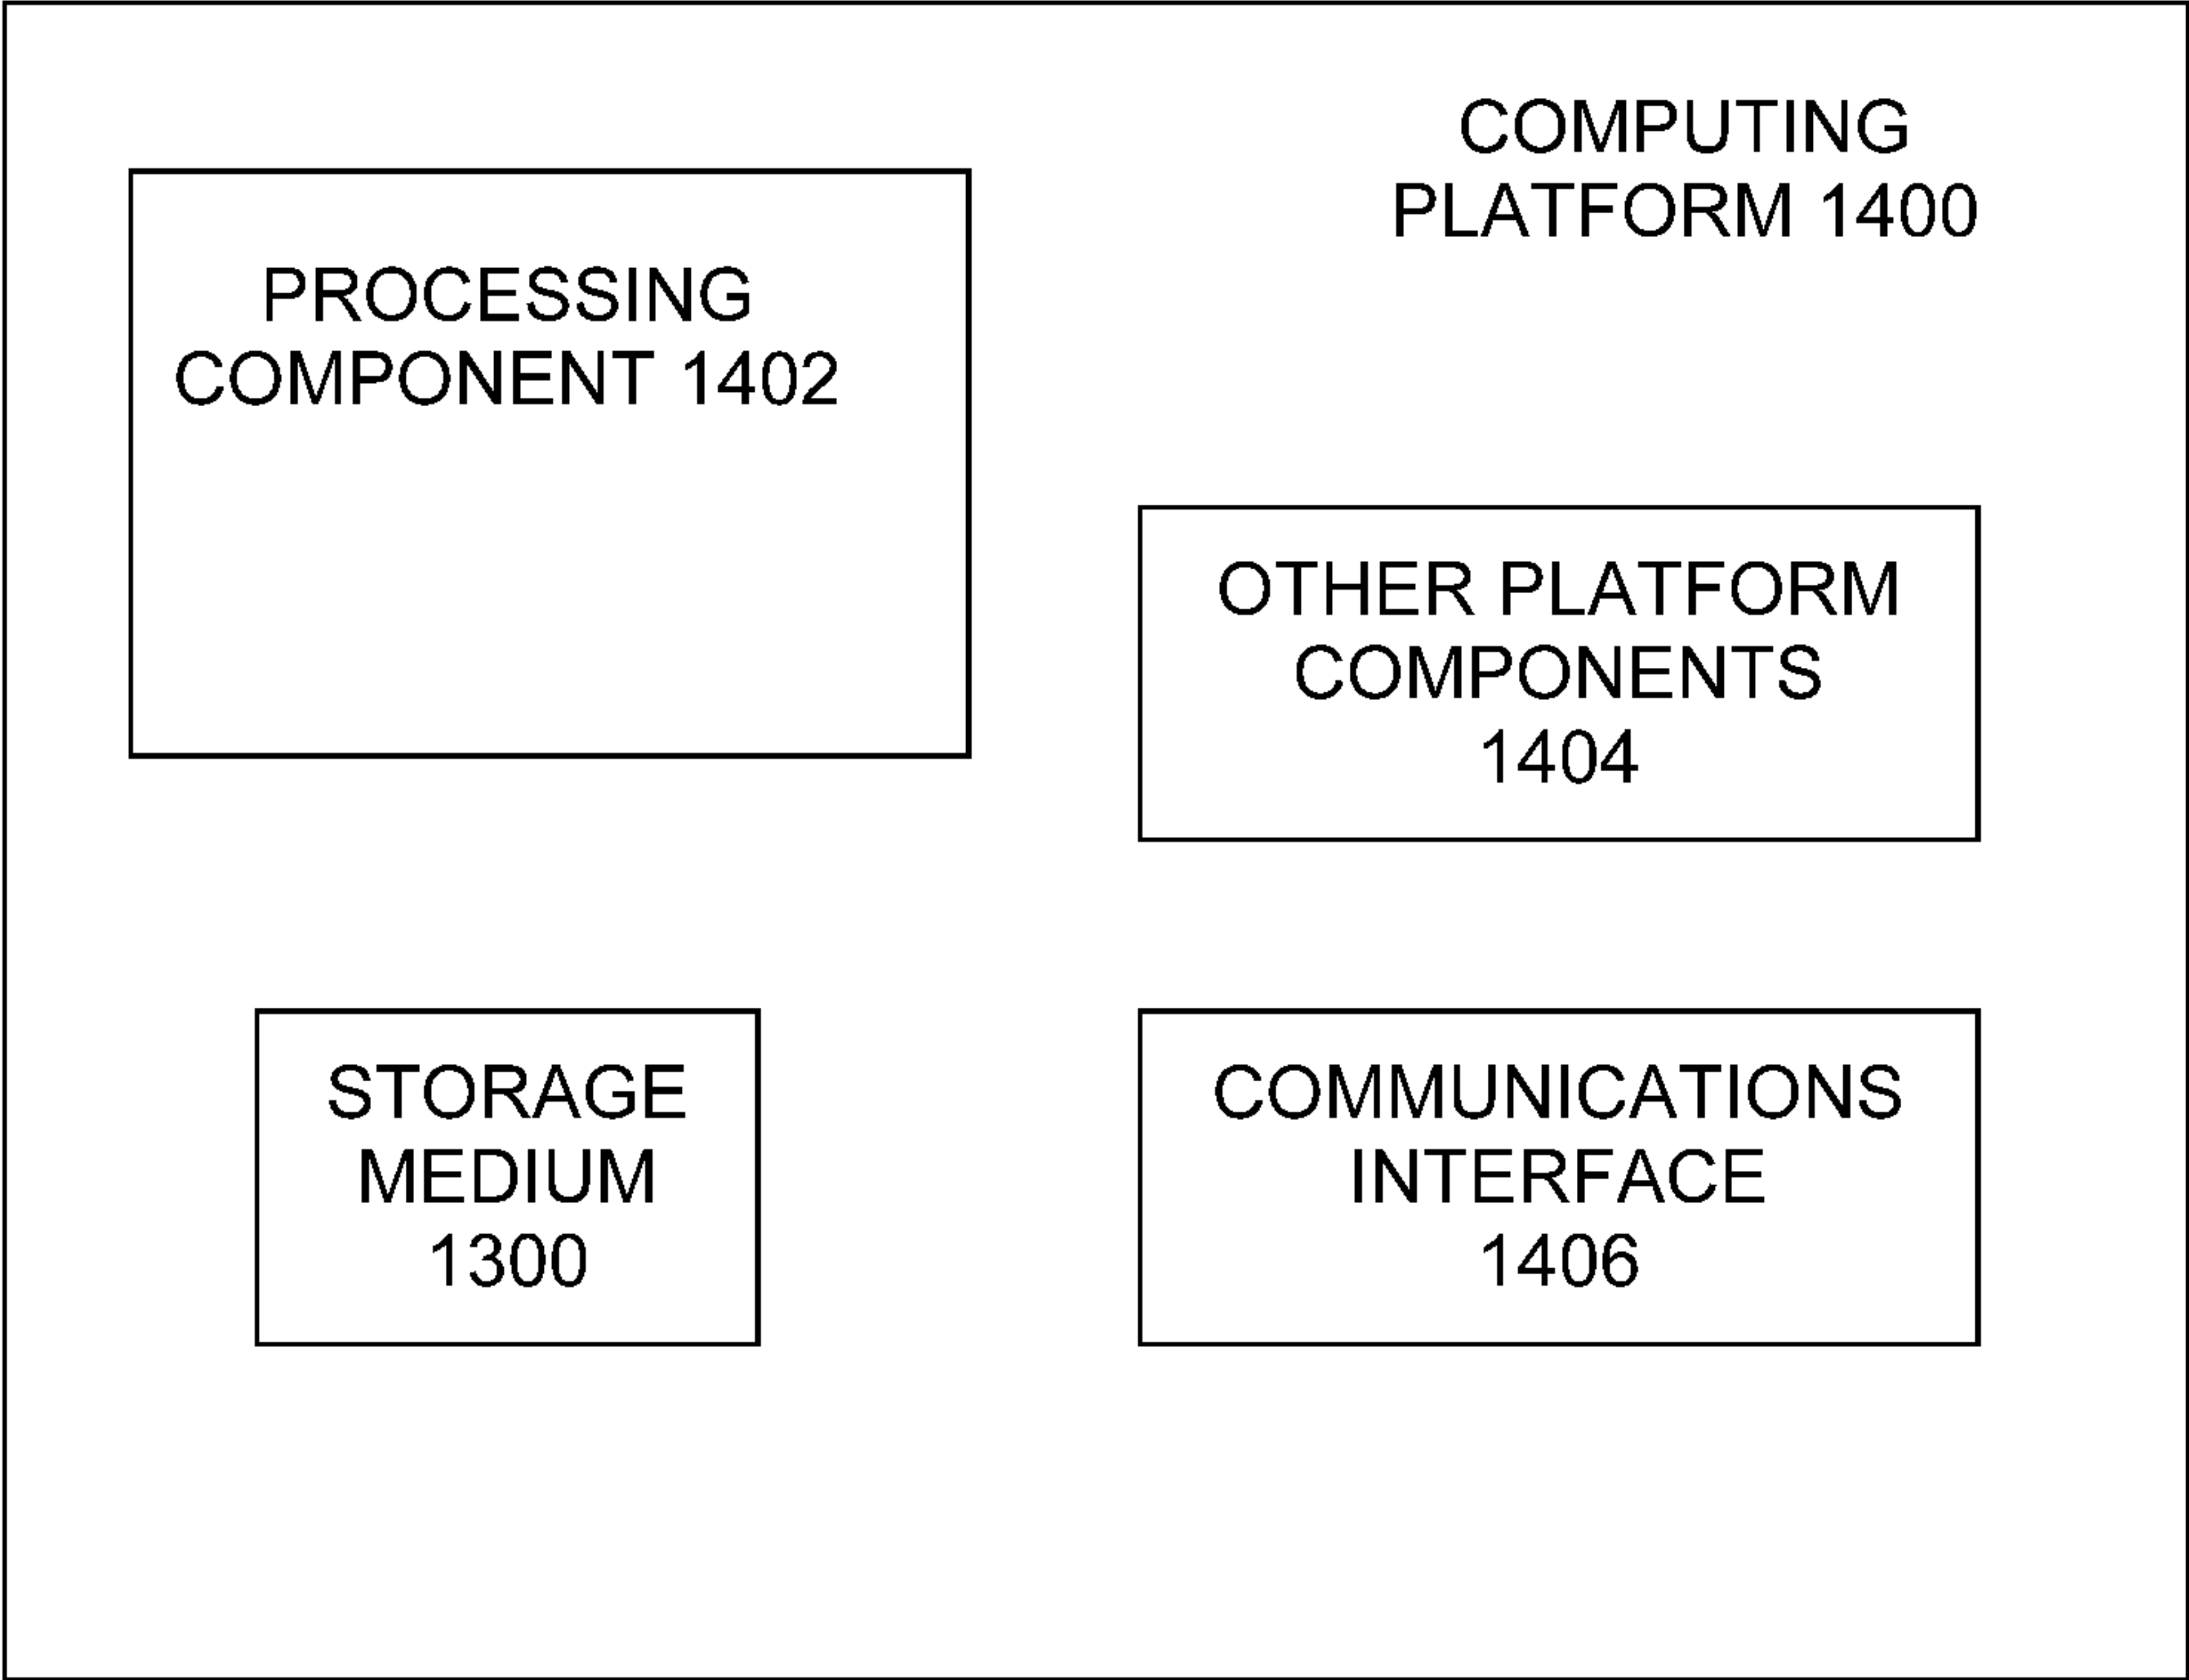 COMPUTING
PLATFORM 1400
PROCESSING
COMPONENT 1402
OTHER PLATFORM
COMPONENTS
1404
STORAGE
MEDIUM
1300
COMMUNICATIONS
INTERFACE
1406